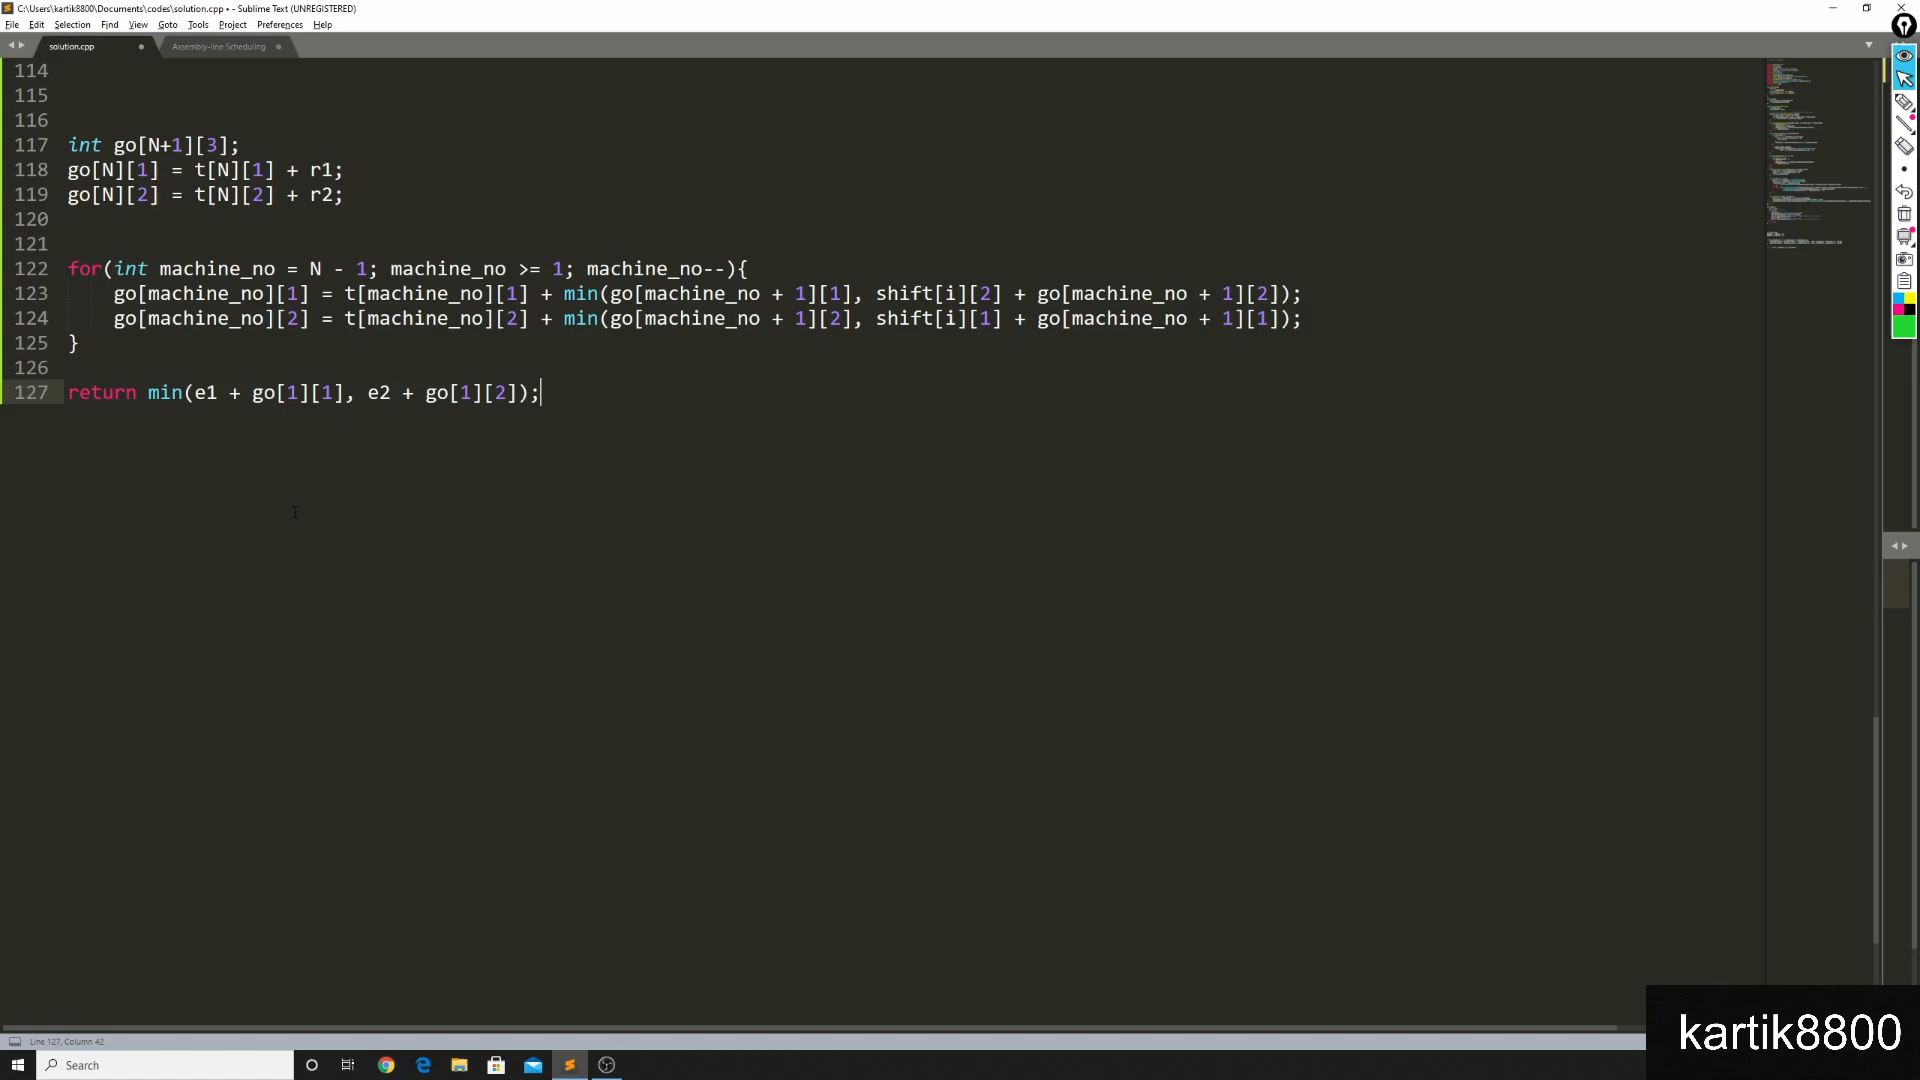 C:\Users\kartik8800\Documents\codes\solution.cpp • - Sublime Text (UNREGISTERED)
File Edit Selection Find View Goto Tools Project Preferences Help
solution.cpp Assembly-line Scheduling
114
115
116
117 int go[N+1][3];
118 go[N][1] = t[N][1] + r1;
119 go[N][2] = t[N][2] + r2;
120
121
122 for(int machine_no = N - 1; machine_no >= 1; machine_no--){
123 go[machine_no][1] = t[machine_no][1] + min(go[machine_no + 1][1], shift[i][2] + go[machine_no + 1][2]);
124 go[machine_no][2] = t[machine_no][2] + min(go[machine_no + 1][2], shift[i][1] + go[machine_no + 1][1]);
125 }
126
127 return min(e1 + go[1][1], e2 + go[1][2]);
Line 127, Column 42
Search
kartik8800